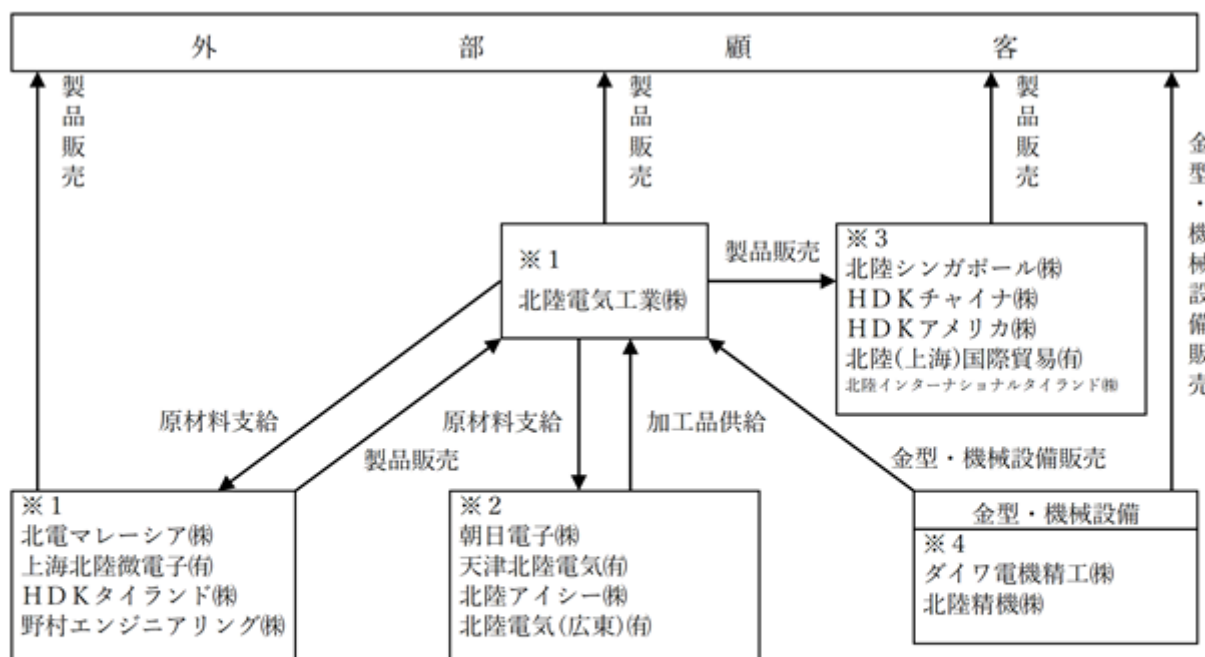 外部顧客
製品販売
製品販売
製品販売
金型・機械設備販売
※1
北陸電気工業㈱
製品販売
※3
北陸シンガポール㈱
HDKチャイナ㈱
HDKアメリカ㈱
北陸(上海)国際貿易㈲
北陸インターナショナルタイランド㈱
原材料支給
製品販売
原材料支給
加工品供給
金型・機械設備販売
※1
北電マレーシア㈱
上海北陸微電子㈲
HDKタイランド㈱
野村エンジニアリング㈱
※2
朝日電子㈱
天津北陸電気㈲
北陸アイシー㈱
北陸電気(広東)㈲
金型・機械設備
※4
ダイワ電機精工㈱
北陸精機㈱